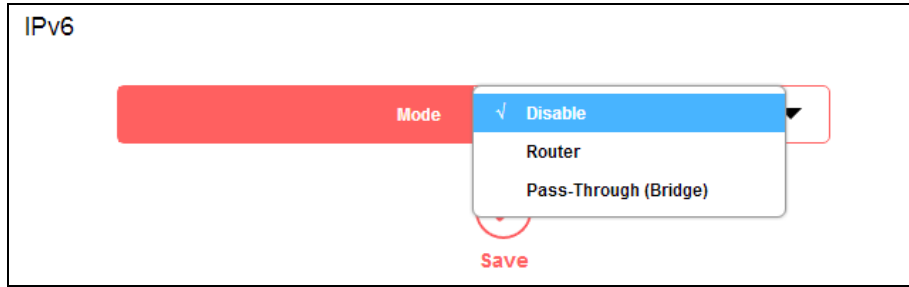 IPv6
Mode
√ Disable
Router
Pass-Through (Bridge)
Save